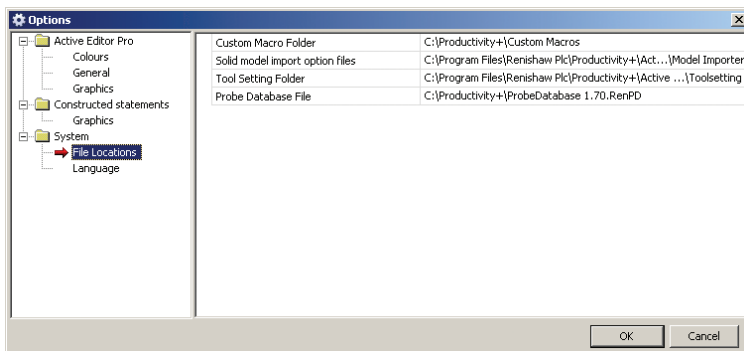 Options
Active Editor Pro
Colours
General
Graphics
Constructed statements
Graphics
System
File Locations
Language
Custom Macro Folder C:\Productivity+\Custom Macros
Solid model import option files C:\Program Files\Renishaw Plc\Productivity+\Act...\Model Importer
Tool Setting Folder C:\Program Files\Renishaw Plc\Productivity+\Active ...\Toolsetting
Probe Database File C:\Productivity+\ProbeDatabase 1.70.RenPD
OK Cancel